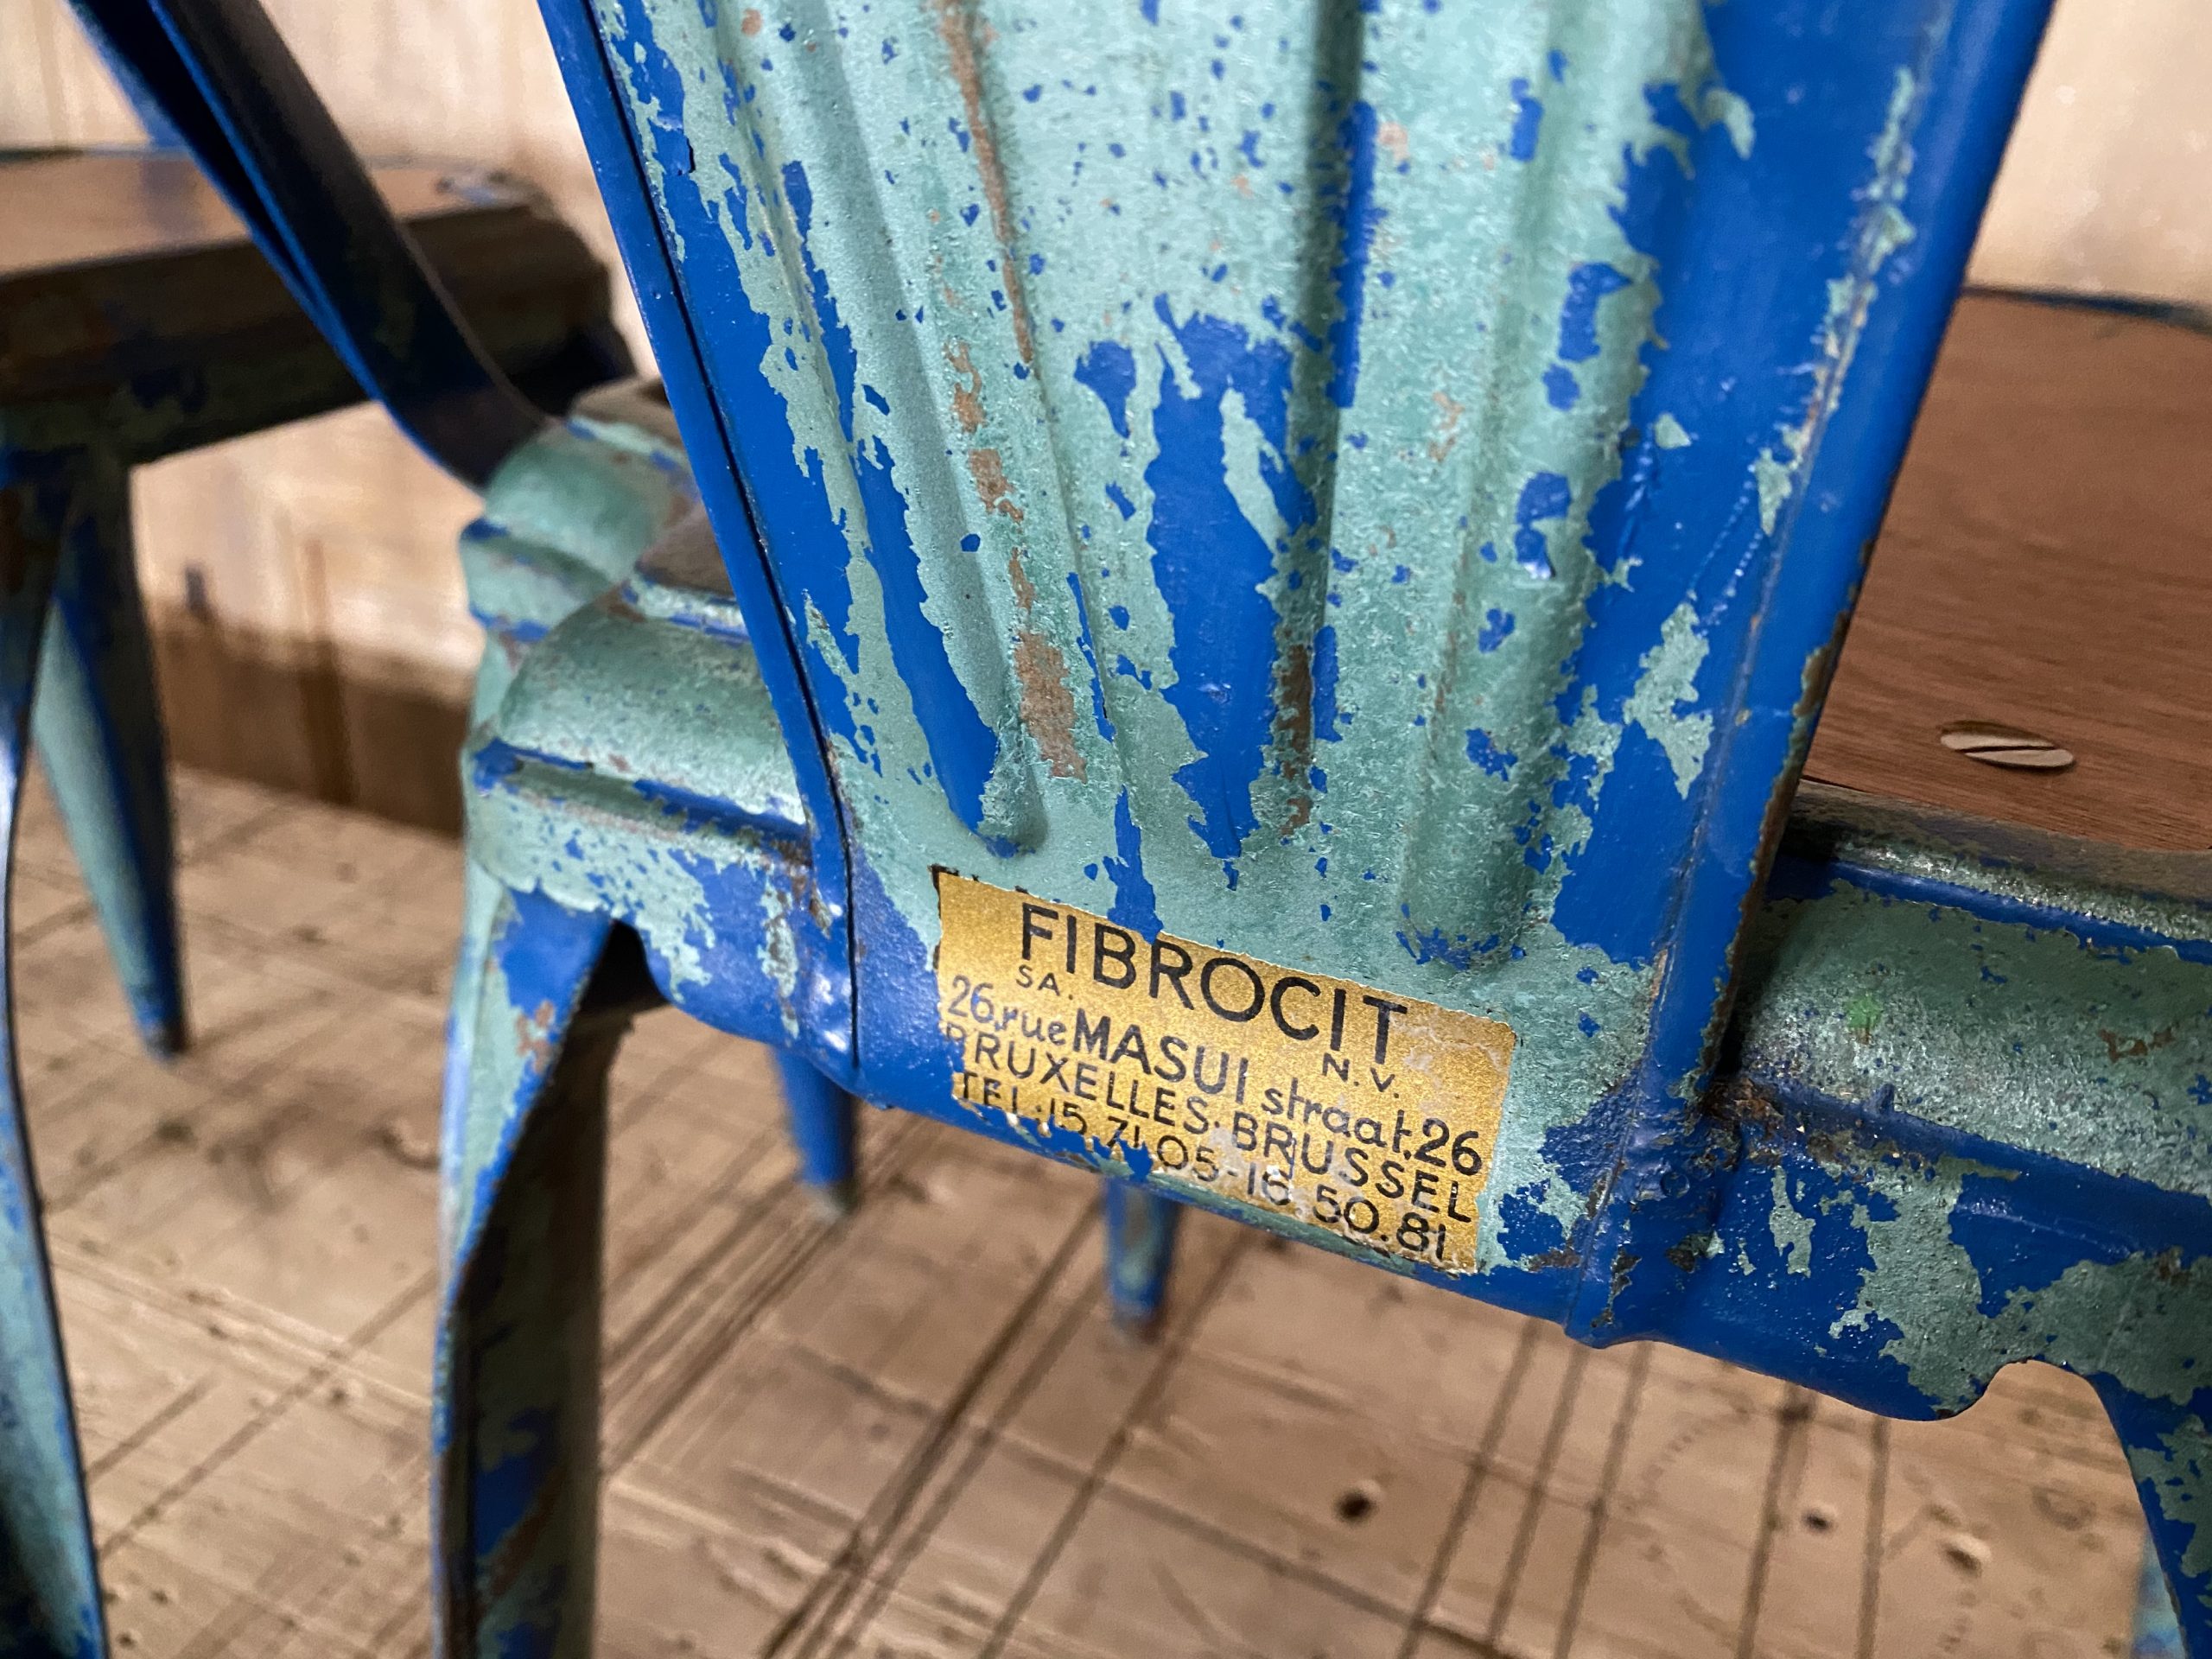 FIBROCIT
SA. N.V.
26,rue MASUI straat.26
BRUXELLES. BRUSSEL
TEL:15.71.05-16 50.81